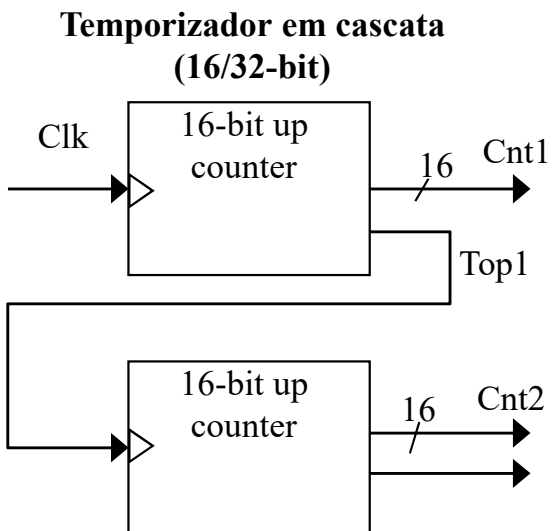 Temporizador em cascata
(16/32-bit)
Clk
16-bit up
counter
16
Cnt1
Top1
16-bit up
counter
16
Cnt2